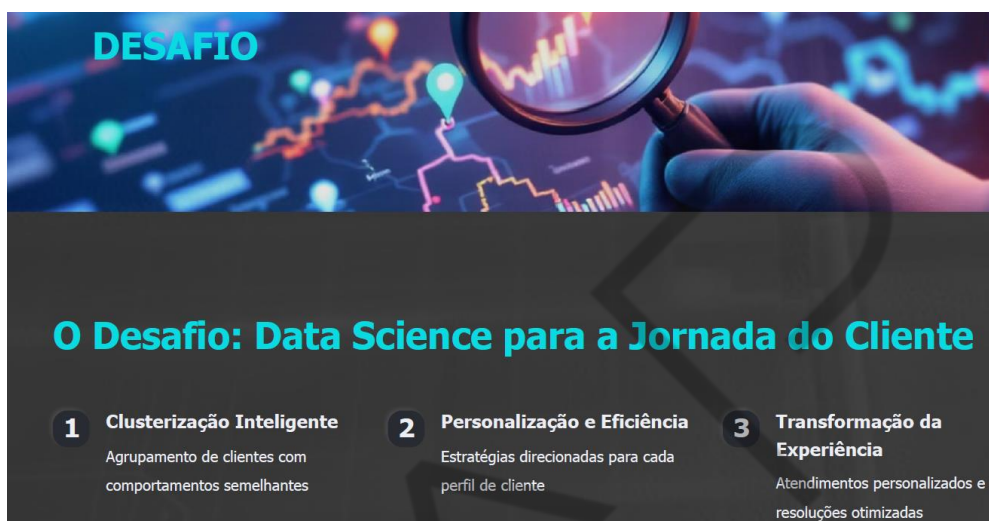 DESAFIO
O Desafio: Data Science para a Jornada do Cliente
1
Clusterização Inteligente
Agrupamento de clientes com
comportamentos semelhantes
2
Personalização e Eficiência
Estratégias direcionadas para cada
perfil de cliente
3
Transformação da
Experiência
Atendimentos personalizados e
resoluções otimizadas